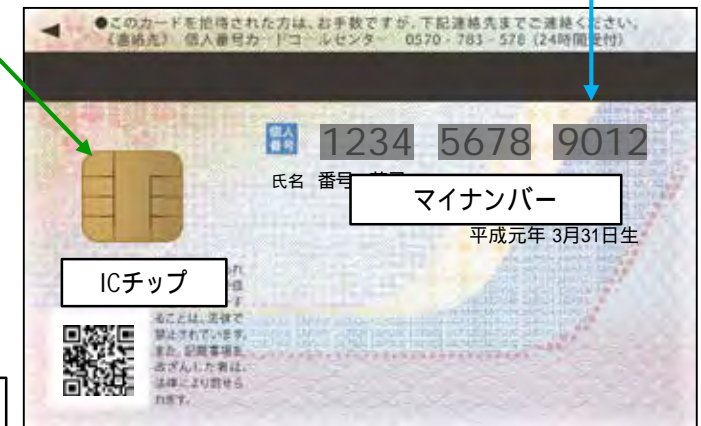 ●このカードを拾得された方は、お手数ですが、下記連絡先までご連絡ください。
《連絡先》 個人番号カードコールセンター 0570-783-578 (24時間受付)
個人番号 1234 5678 9012
氏名 番号
マイナンバー
平成元年 3月31日生
ICチップ
ることは、法律で
禁止されています。
また、記載事項を
改ざんした者は、
法律により罰せら
れます。